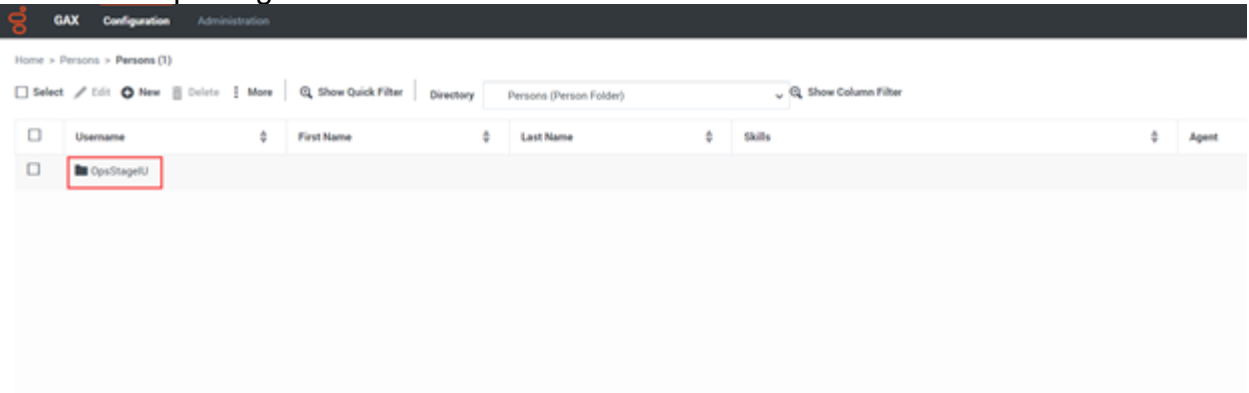 GAX Configuration Administration
Home > Persons > Persons (1)
Select Edit New Delete More Show Quick Filter Directory Persons (Person Folder) Show Column Filter
Username First Name Last Name Skills Agent
OpsStageIU